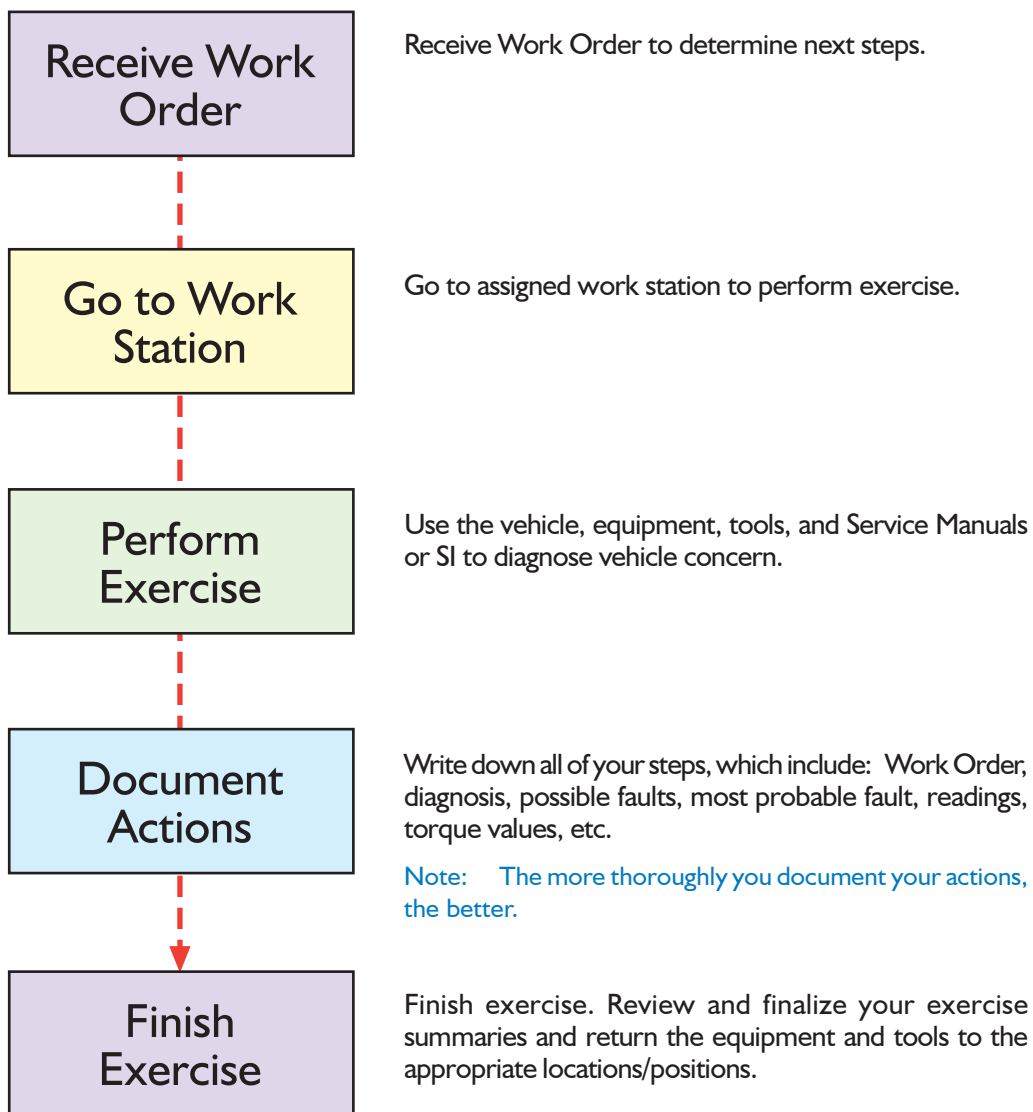 Receive Work
Order
Receive Work Order to determine next steps.
Go to Work
Station
Go to assigned work station to perform exercise.
Perform
Exercise
Use the vehicle, equipment, tools, and Service Manuals
or SI to diagnose vehicle concern.
Document
Actions
Write down all of your steps, which include: Work Order,
diagnosis, possible faults, most probable fault, readings,
torque values, etc.
Note: The more thoroughly you document your actions,
the better.
Finish
Exercise
Finish exercise. Review and finalize your exercise
summaries and return the equipment and tools to the
appropriate locations/positions.